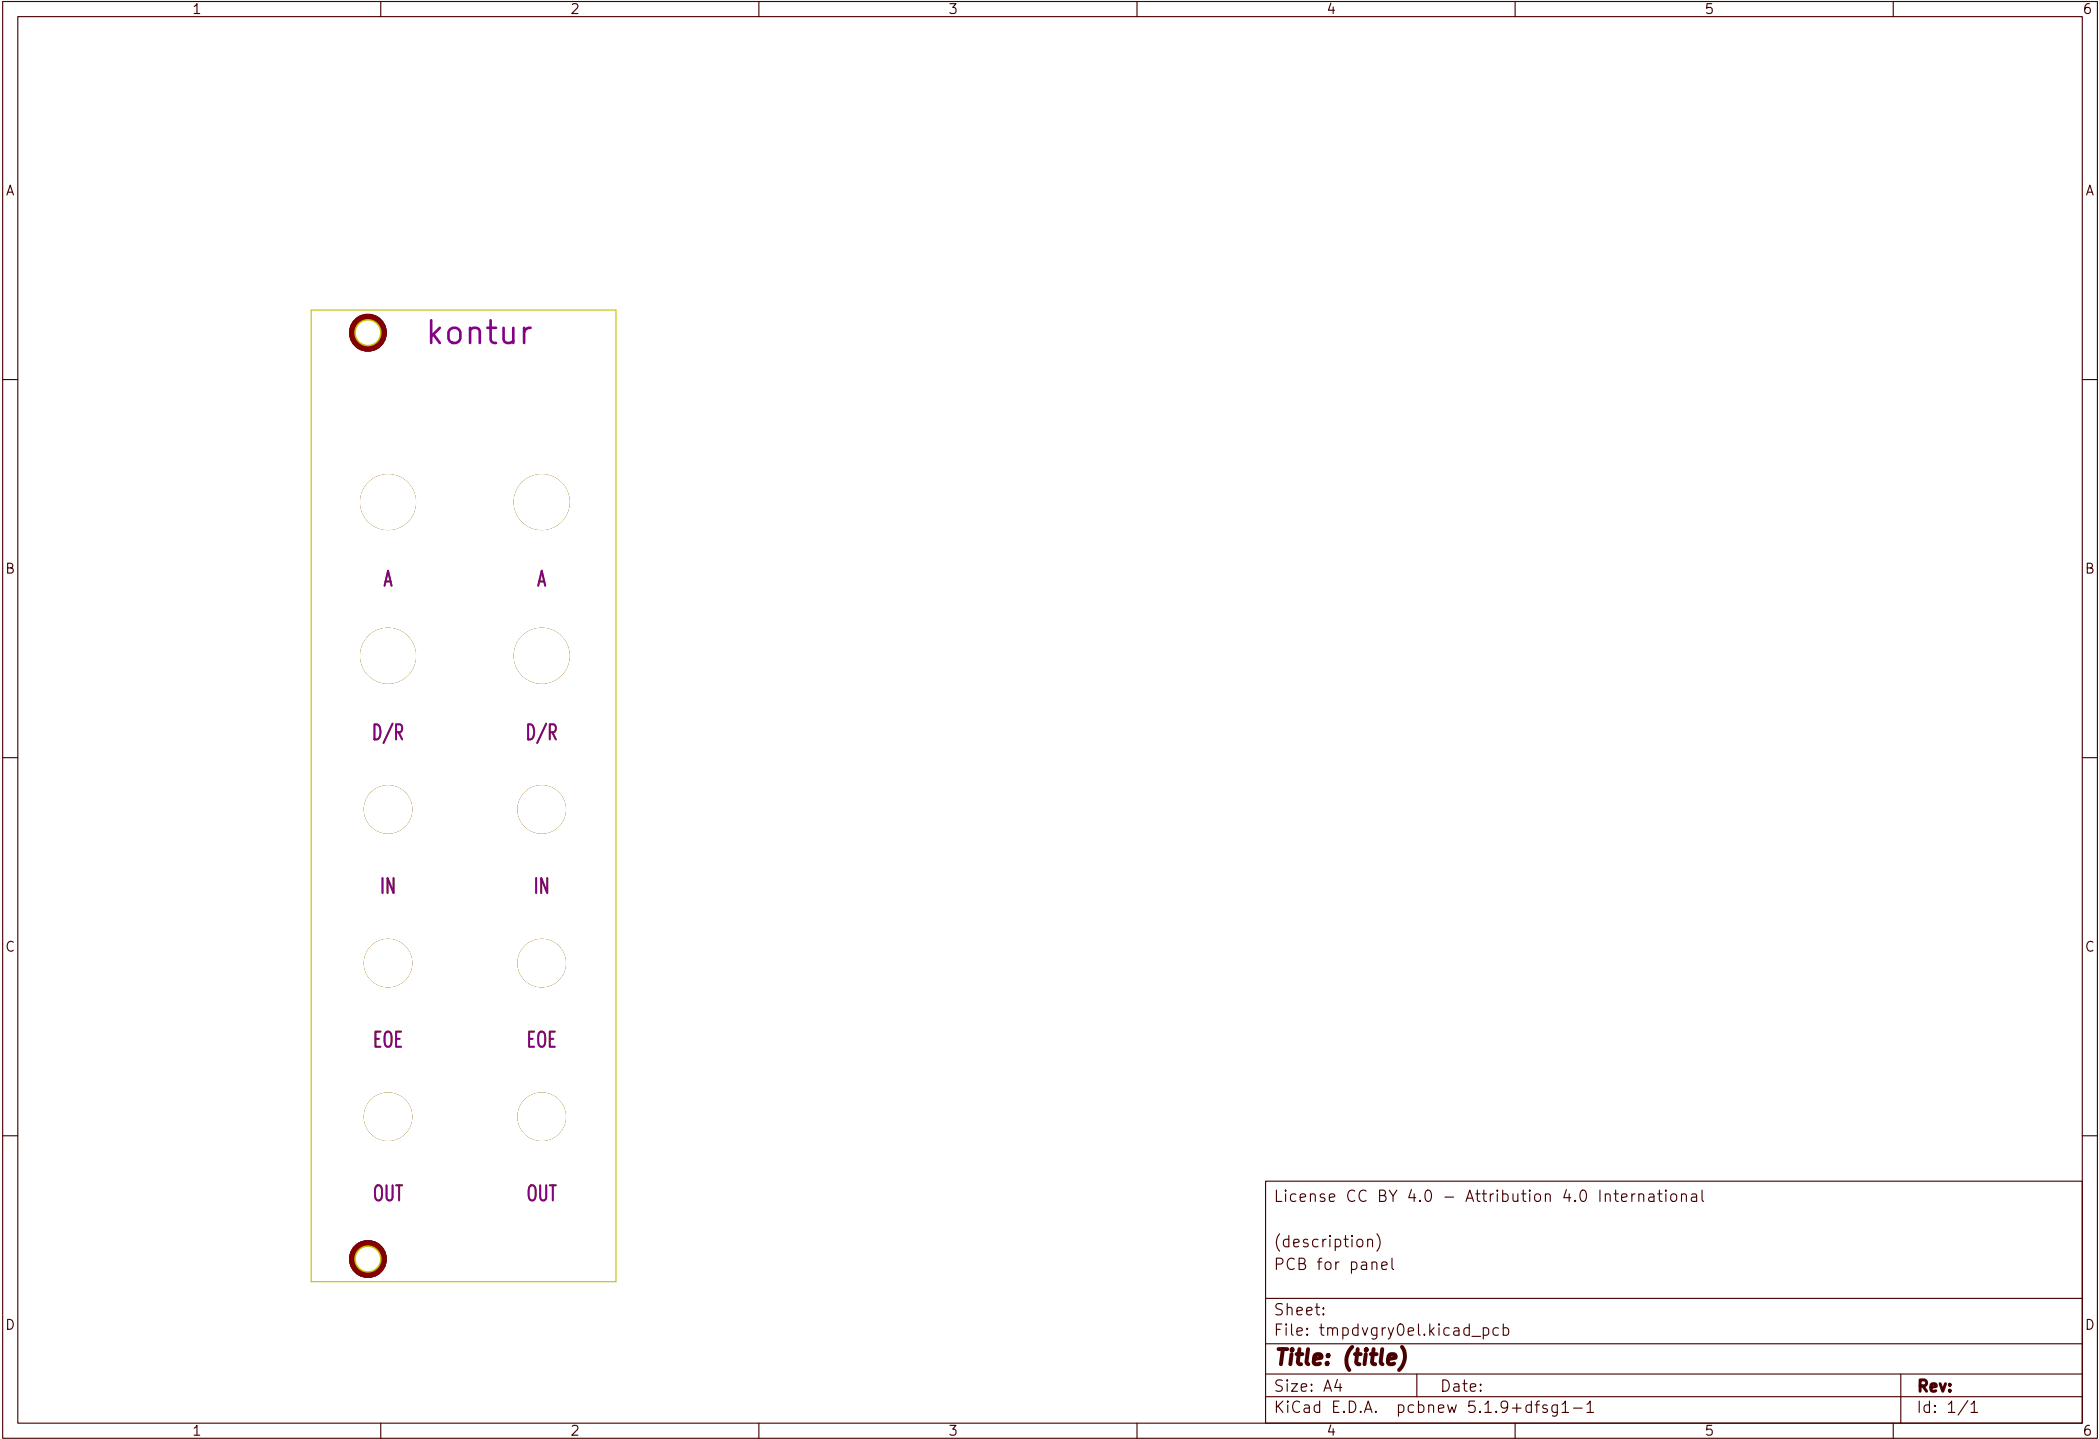 1 2 3 4 5 6
A A
kontur
A A
B B
D/R D/R
IN IN
C C
EOE EOE
OUT OUT
License CC BY 4.0 – Attribution 4.0 International
(description)
PCB for panel
Sheet:
D D
File: tmpdvgry0el.kicad_pcb
Title: (title)
Size: A4 Date: Rev:
KiCad E.D.A. pcbnew 5.1.9+dfsg1-1 Id: 1/1
1 2 3 4 5 6